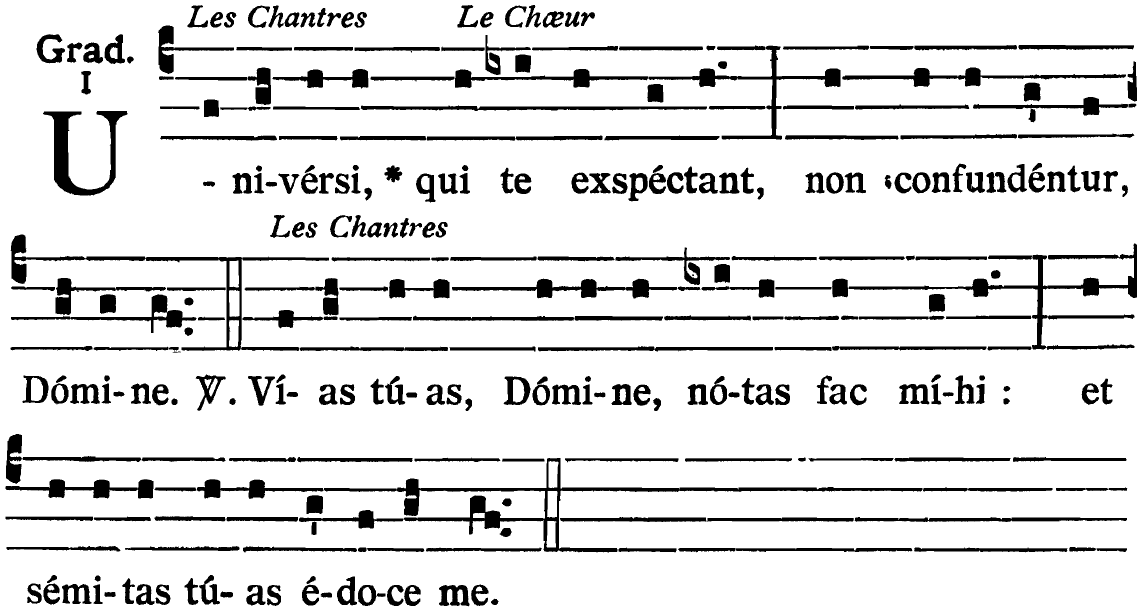 Les Chantres Le Chœur
Grad.
I
U - ni-vérsi, * qui te exspéctant, non confundéntur,
Les Chantres
Dómi-ne. ℣. Ví- as tú- as, Dómi-ne, nó-tas fac mí-hi : et
sémi-tas tú- as é-do-ce me.